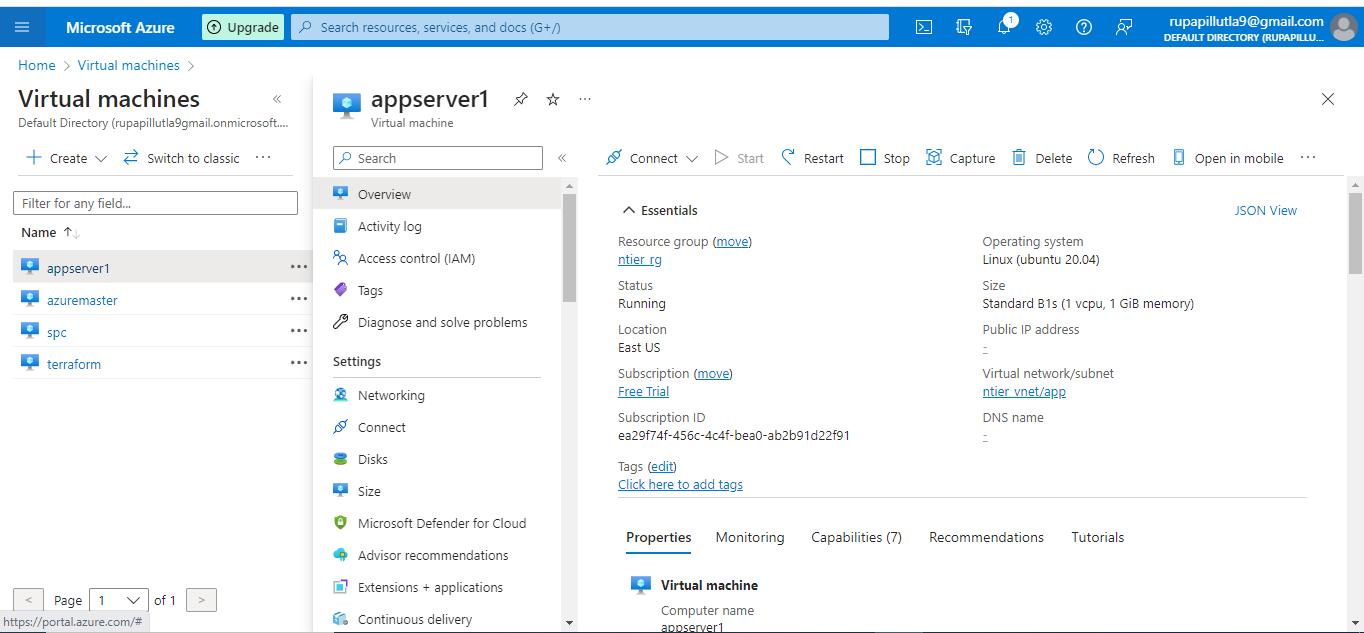 Microsoft Azure
Upgrade
Search resources, services, and docs (G+/)
1
rupapillutla9@gmail.com
DEFAULT DIRECTORY (RUPAPILLU...
Home > Virtual machines >
Virtual machines
«
Default Directory (rupapillutla9gmail.onmicrosoft....
+ Create
Switch to classic
...
Filter for any field...
Name ↑↓
appserver1 ...
azuremaster ...
spc ...
terraform ...
< Page 1 of 1 >
https://portal.azure.com/#
appserver1 ...
Virtual machine
Search
«
Overview
Activity log
Access control (IAM)
Tags
Diagnose and solve problems
Settings
Networking
Connect
Disks
Size
Microsoft Defender for Cloud
Advisor recommendations
Extensions + applications
Continuous delivery
Connect
Start
Restart
Stop
Capture
Delete
Refresh
Open in mobile
...
Essentials
JSON View
Resource group (move)
ntier_rg
Status
Running
Location
East US
Subscription (move)
Free Trial
Subscription ID
ea29f74f-456c-4c4f-bea0-ab2b91d22f91
Tags (edit)
Click here to add tags
Operating system
Linux (ubuntu 20.04)
Size
Standard B1s (1 vcpu, 1 GiB memory)
Public IP address
-
Virtual network/subnet
ntier_vnet/app
DNS name
-
Properties
Monitoring
Capabilities (7)
Recommendations
Tutorials
Virtual machine
Computer name
appserver1